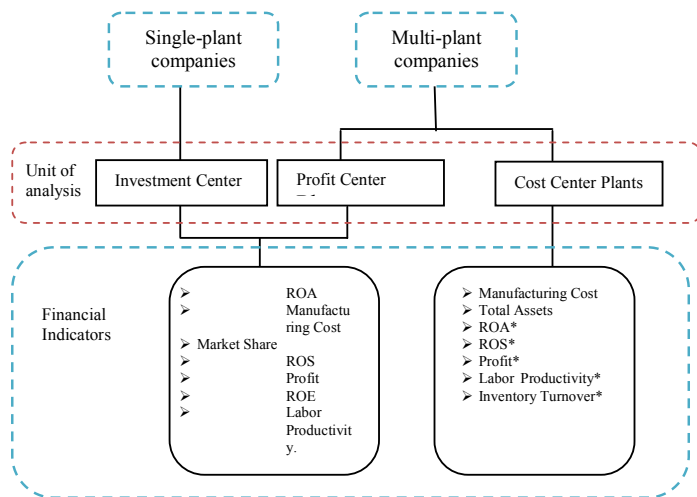 Single-plant
companies
Multi-plant
companies
Unit of
analysis
Investment Center
Profit Center
Cost Center Plants
Financial
Indicators
➢ ROA
➢ Manufactu
ring Cost
➢ Market Share
➢ ROS
➢ Profit
➢ ROE
➢ Labor
Productivit
y.
➢ Manufacturing Cost
➢ Total Assets
➢ ROA*
➢ ROS*
➢ Profit*
➢ Labor Productivity*
➢ Inventory Turnover*